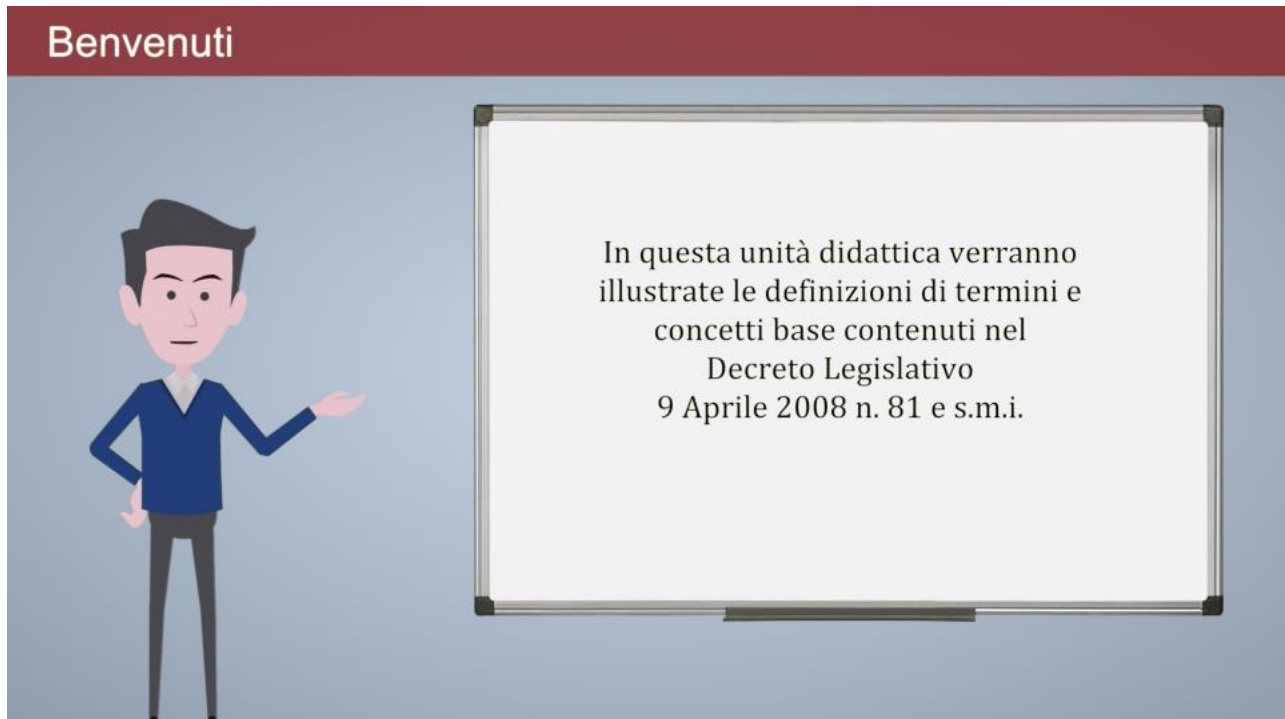 Benvenuti
In questa unità didattica verranno
illustrate le definizioni di termini e
concetti base contenuti nel
Decreto Legislativo
9 Aprile 2008 n. 81 e s.m.i.